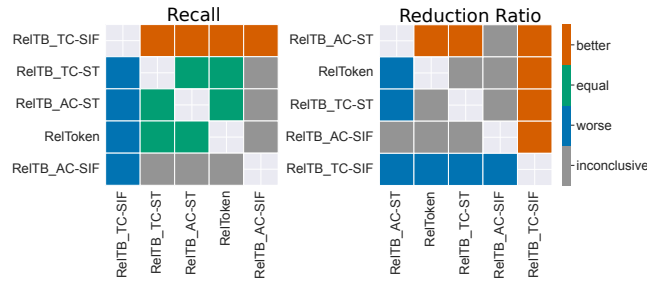 Recall
RelTB_TC-SIF
RelTB_TC-ST
RelTB_AC-ST
RelToken
RelTB_AC-SIF
RelTB_TC-SIF
RelTB_TC-ST
RelTB_AC-ST
RelToken
RelTB_AC-SIF
Reduction Ratio
RelTB_AC-ST
RelToken
RelTB_TC-ST
RelTB_AC-SIF
RelTB_TC-SIF
RelTB_AC-ST
RelToken
RelTB_TC-ST
RelTB_AC-SIF
RelTB_TC-SIF
better
equal
worse
inconclusive